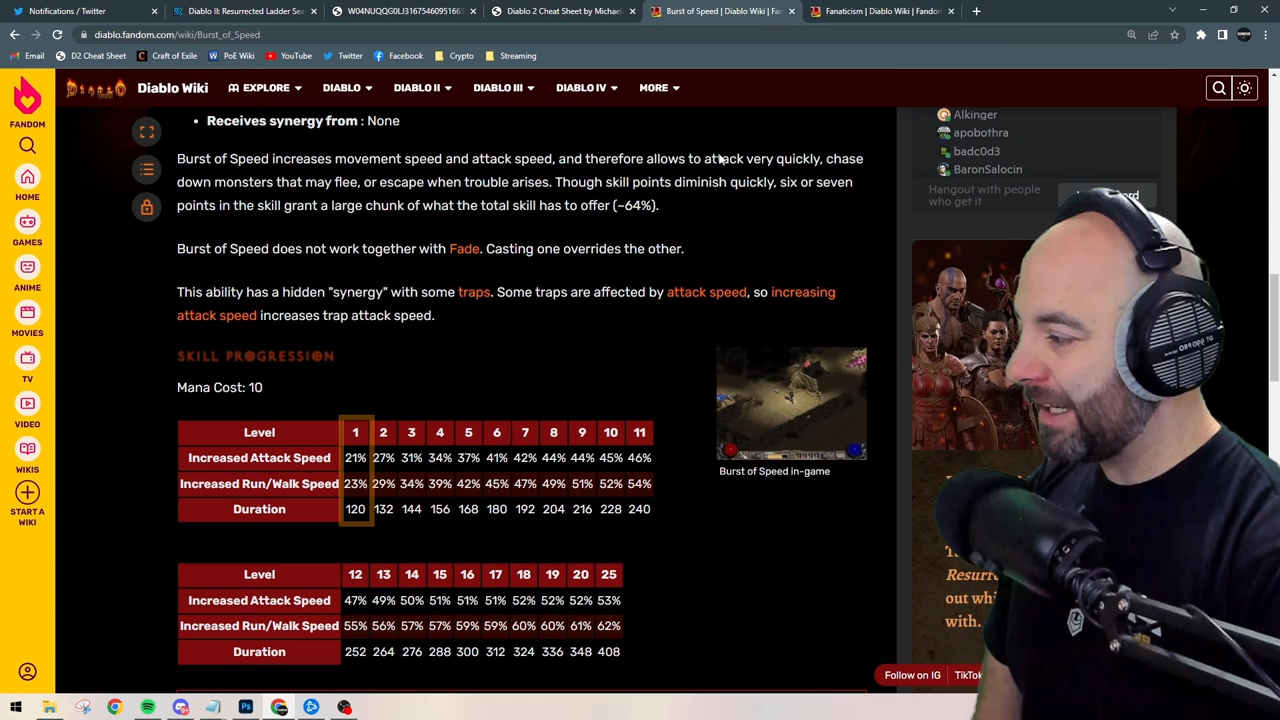 Notifications / Twitter
Diablo II: Resurrected Ladder Sea
W04NUQQG0LJ31675460951663
Diablo 2 Cheat Sheet by Michaele
Burst of Speed | Diablo Wiki | Fan
Fanaticism | Diablo Wiki | Fandom
diablo.fandom.com/wiki/Burst_of_Speed
Email
D2 Cheat Sheet
Craft of Exile
PoE Wiki
YouTube
Twitter
Facebook
Crypto
Streaming
Diablo Wiki
EXPLORE
DIABLO
DIABLO II
DIABLO III
DIABLO IV
MORE
FANDOM
HOME
GAMES
ANIME
MOVIES
TV
VIDEO
WIKIS
START A
WIKI
Receives synergy from : None
Burst of Speed increases movement speed and attack speed, and therefore allows to attack very quickly, chase
down monsters that may flee, or escape when trouble arises. Though skill points diminish quickly, six or seven
points in the skill grant a large chunk of what the total skill has to offer (~64%).
Burst of Speed does not work together with Fade. Casting one overrides the other.
This ability has a hidden "synergy" with some traps. Some traps are affected by attack speed, so increasing
attack speed increases trap attack speed.
SKILL PROGRESSION
Mana Cost: 10
Level 1 2 3 4 5 6 7 8 9 10 11
Increased Attack Speed 21% 27% 31% 34% 37% 41% 42% 44% 44% 45% 46%
Increased Run/Walk Speed 23% 29% 34% 39% 42% 45% 47% 49% 51% 52% 54%
Duration 120 132 144 156 168 180 192 204 216 228 240
Burst of Speed in-game
Level 12 13 14 15 16 17 18 19 20 25
Increased Attack Speed 47% 49% 50% 51% 51% 51% 52% 52% 52% 53%
Increased Run/Walk Speed 55% 56% 57% 57% 59% 59% 60% 60% 61% 62%
Duration 252 264 276 288 300 312 324 336 348 408
Alkinger
apobothra
badc0d3
BaronSalocin
Hangout with people
who get it
Resurre
out whi
with.
Follow on IG
TikTok